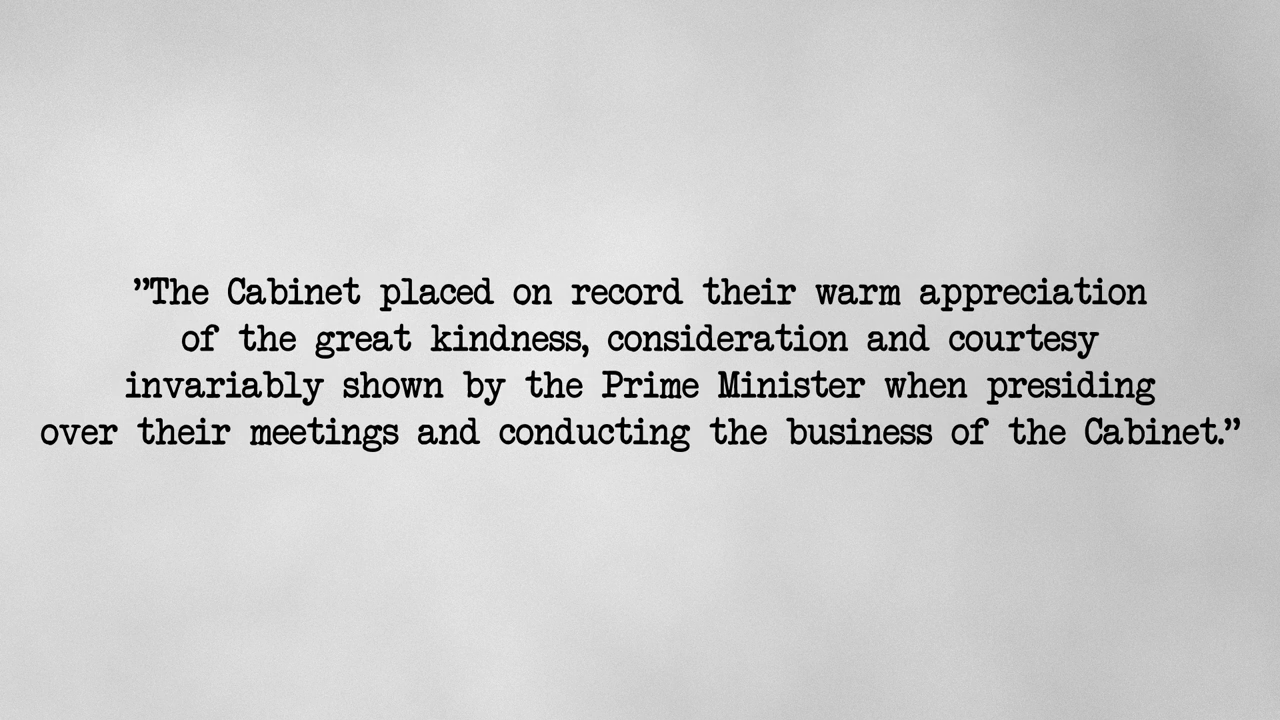 ”The Cabinet placed on record their warm appreciation
of the great kindness, consideration and courtesy
invariably shown by the Prime Minister when presiding
over their meetings and conducting the business of the Cabinet.”